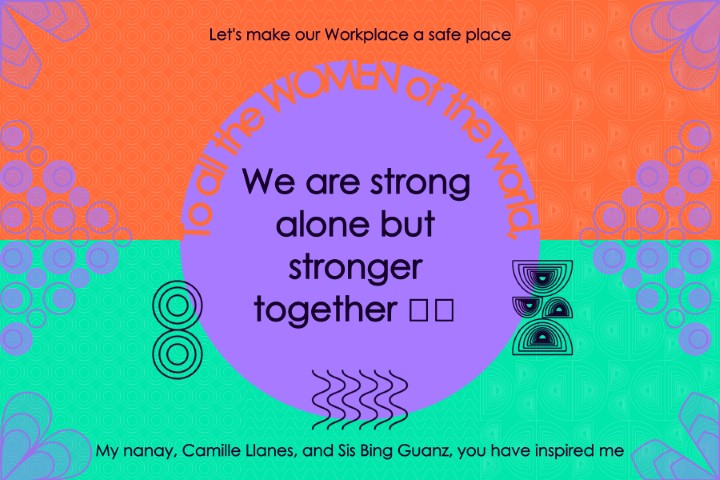 Let's make our Workplace a safe place
To all the WOMEN of the world,
We are strong
alone but
stronger
together
My nanay, Camille Llanes, and Sis Bing Guanz, you have inspired me